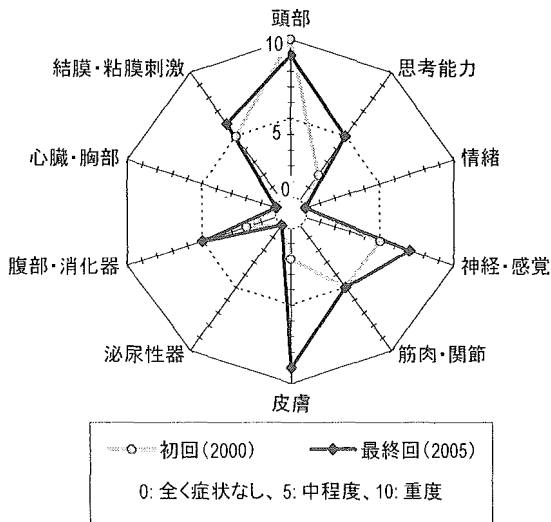 頭部
10
結膜・粘膜刺激
思考能力
5
心臓・胸部
情緒
0
腹部・消化器
神経・感覚
泌尿性器
筋肉・関節
皮膚
初回(2000) 最終回(2005)
0: 全く症状なし、5: 中程度、10: 重度